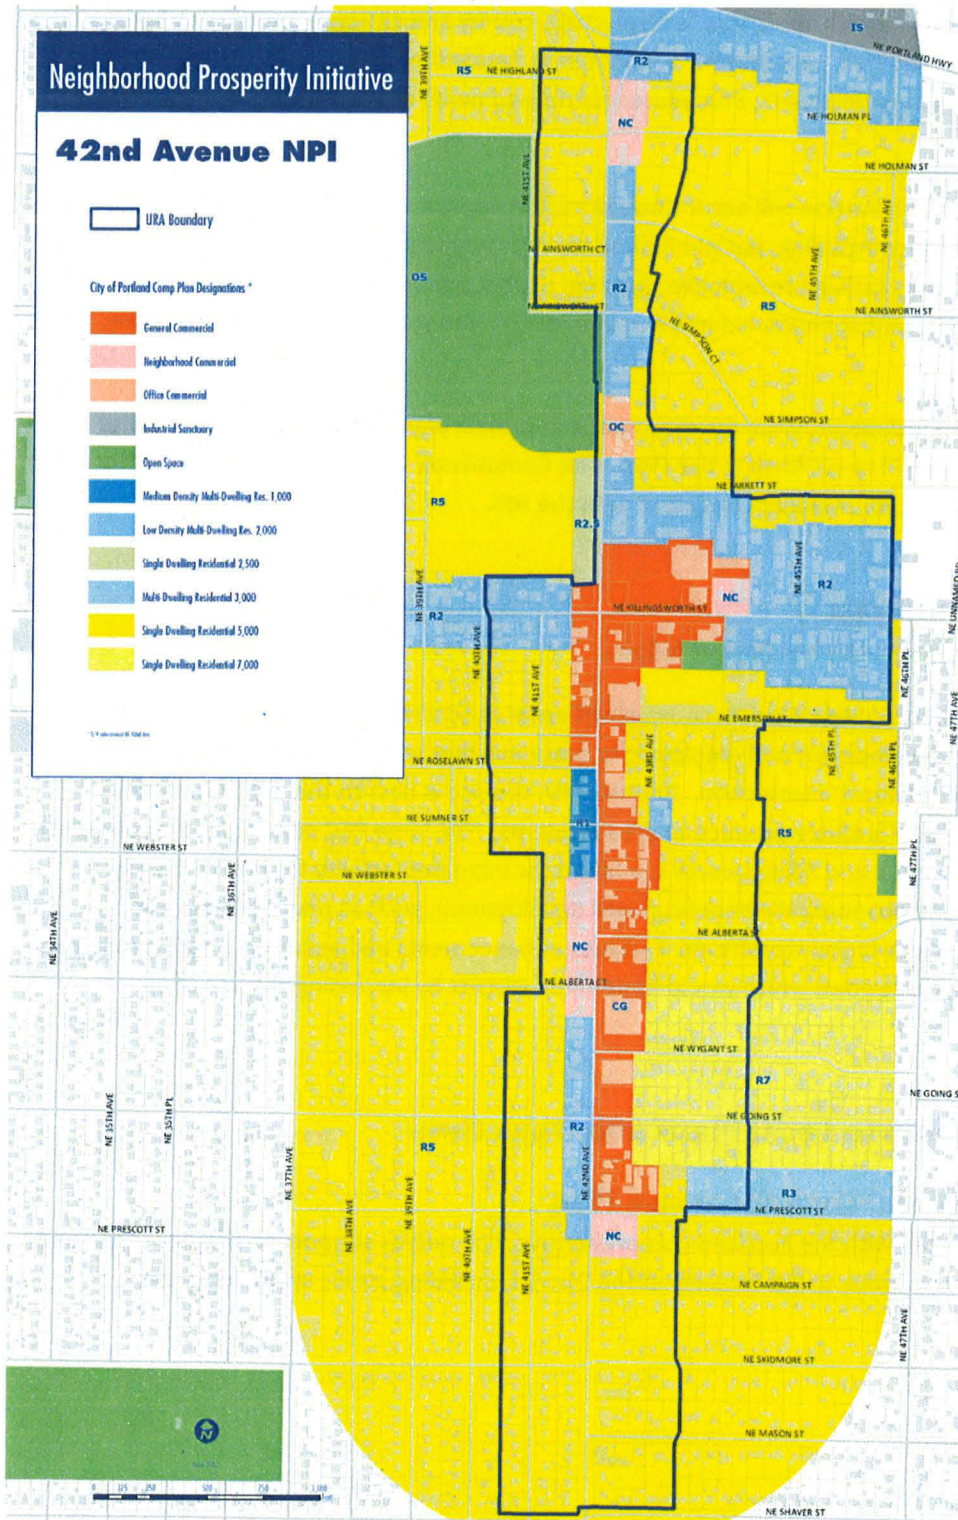 Neighborhood Prosperity Initiative
42nd Avenue NPI
URA Boundary
City of Portland Comp Plan Designations *
General Commercial
Neighborhood Commercial
Office Commercial
Industrial Sanctuary
Open Space
Medium Density Multi-Dwelling Res. 1,000
Low Density Multi-Dwelling Res. 2,000
Single Dwelling Residential 2,500
Multi Dwelling Residential 3,000
Single Dwelling Residential 5,000
Single Dwelling Residential 7,000
IS
NE PORTLAND HWY
NE 39TH AVE
R5
NE HIGHLAND ST
R2
NC
NE HOLMAN PL
NE HOLMAN ST
NE 41ST AVE
NE 46TH AVE
NE AINSWORTH CT
NE 45TH AVE
OS
R2
NE AINSWORTH ST
R5
NE AINSWORTH ST
NE SIMPSON CT
NE SIMPSON ST
OC
NE JARRETT ST
R5
R2.5
NE 39TH AVE
NE 45TH AVE
R2
NC
NE KILLINGSWORTH ST
R2
NE 40TH AVE
NE 41ST AVE
NE 46TH PL
NE 47TH AVE
NE EMERSON ST
NE 43RD AVE
NE 45TH PL
NE 46TH PL
NE ROSELAWN ST
NE SUMNER ST
R1
R5
NE WEBSTER ST
NE WEBSTER ST
NE 47TH PL
NE 36TH AVE
NE 34TH AVE
NE ALBERTA ST
NC
NE ALBERTA CT
CG
NE WYGANT ST
R7
NE GOING ST
NE GOING S
NE 35TH AVE
NE 35TH PL
R2
R5
NE 37TH AVE
NE 42ND AVE
R3
NE PRESCOTT ST
NE 39TH AVE
NE 38TH AVE
NE PRESCOTT ST
NC
NE 40TH AVE
NE 41ST AVE
NE CAMPAIGN ST
NE 47TH AVE
NE SKIDMORE ST
N
NE MASON ST
0 125 250 500 750 1,000
NE SHAVER ST